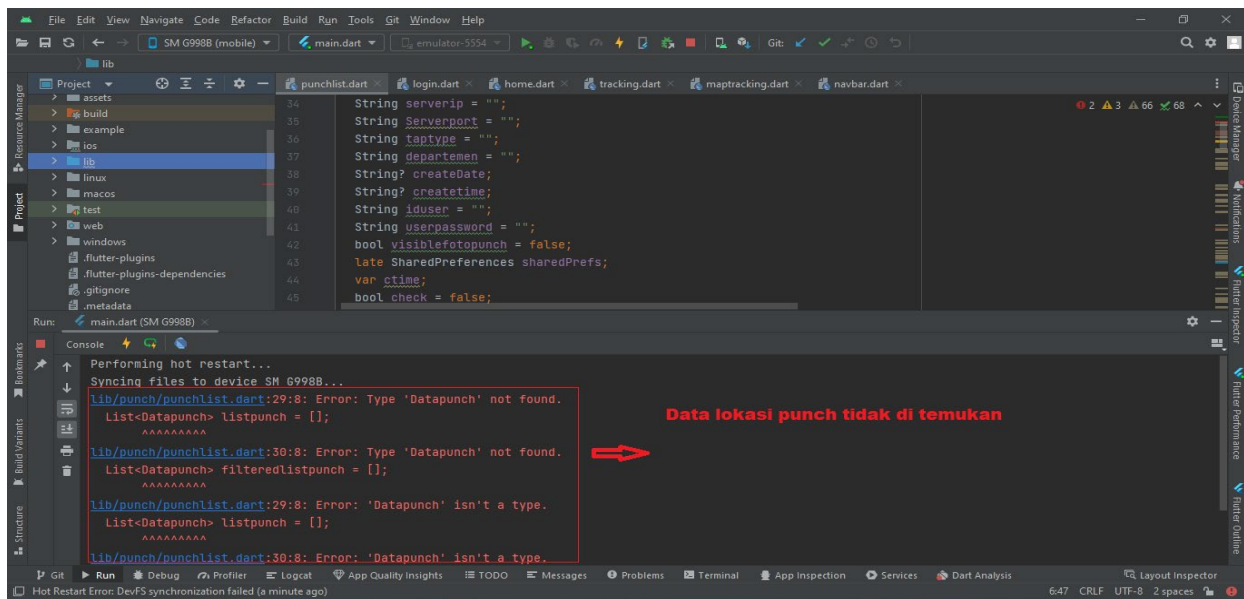 File Edit View Navigate Code Refactor Build Run Tools Git Window Help
SM G998B (mobile) main.dart emulator-5554 Git:
lib
Project punchlist.dart login.dart home.dart tracking.dart maptracking.dart navbar.dart
assets
build
example
ios
lib
linux
macos
test
web
windows
.flutter-plugins
.flutter-plugins-dependencies
.gitignore
.metadata
34 String serverip = "";
35 String Serverport = "";
36 String taptype = "";
37 String departemen = "";
38 String? createDate;
39 String? createtime;
40 String iduser = "";
41 String userpassword = "";
42 bool visiblefotopunch = false;
43 late SharedPreferences sharedPrefs;
44 var ctime;
45 bool check = false;
2 3 66 68
Resource Manager
Project
Bookmarks
Build Variants
Structure
Device Manager
Notifications
Flutter Inspector
Flutter Performance
Flutter Outline
Run: main.dart (SM G998B)
Console
Performing hot restart...
Syncing files to device SM G998B...
lib/punch/punchlist.dart:29:8: Error: Type 'Datapunch' not found.
List<Datapunch> listpunch = [];
^^^^^^^^^
lib/punch/punchlist.dart:30:8: Error: Type 'Datapunch' not found.
List<Datapunch> filteredlistpunch = [];
^^^^^^^^^
lib/punch/punchlist.dart:29:8: Error: 'Datapunch' isn't a type.
List<Datapunch> listpunch = [];
^^^^^^^^^
lib/punch/punchlist.dart:30:8: Error: 'Datapunch' isn't a type.
Data lokasi punch tidak di temukan
Git Run Debug Profiler Logcat App Quality Insights TODO Messages Problems Terminal App Inspection Services Dart Analysis Layout Inspector
Hot Restart Error: DevFS synchronization failed (a minute ago) 6:47 CRLF UTF-8 2 spaces